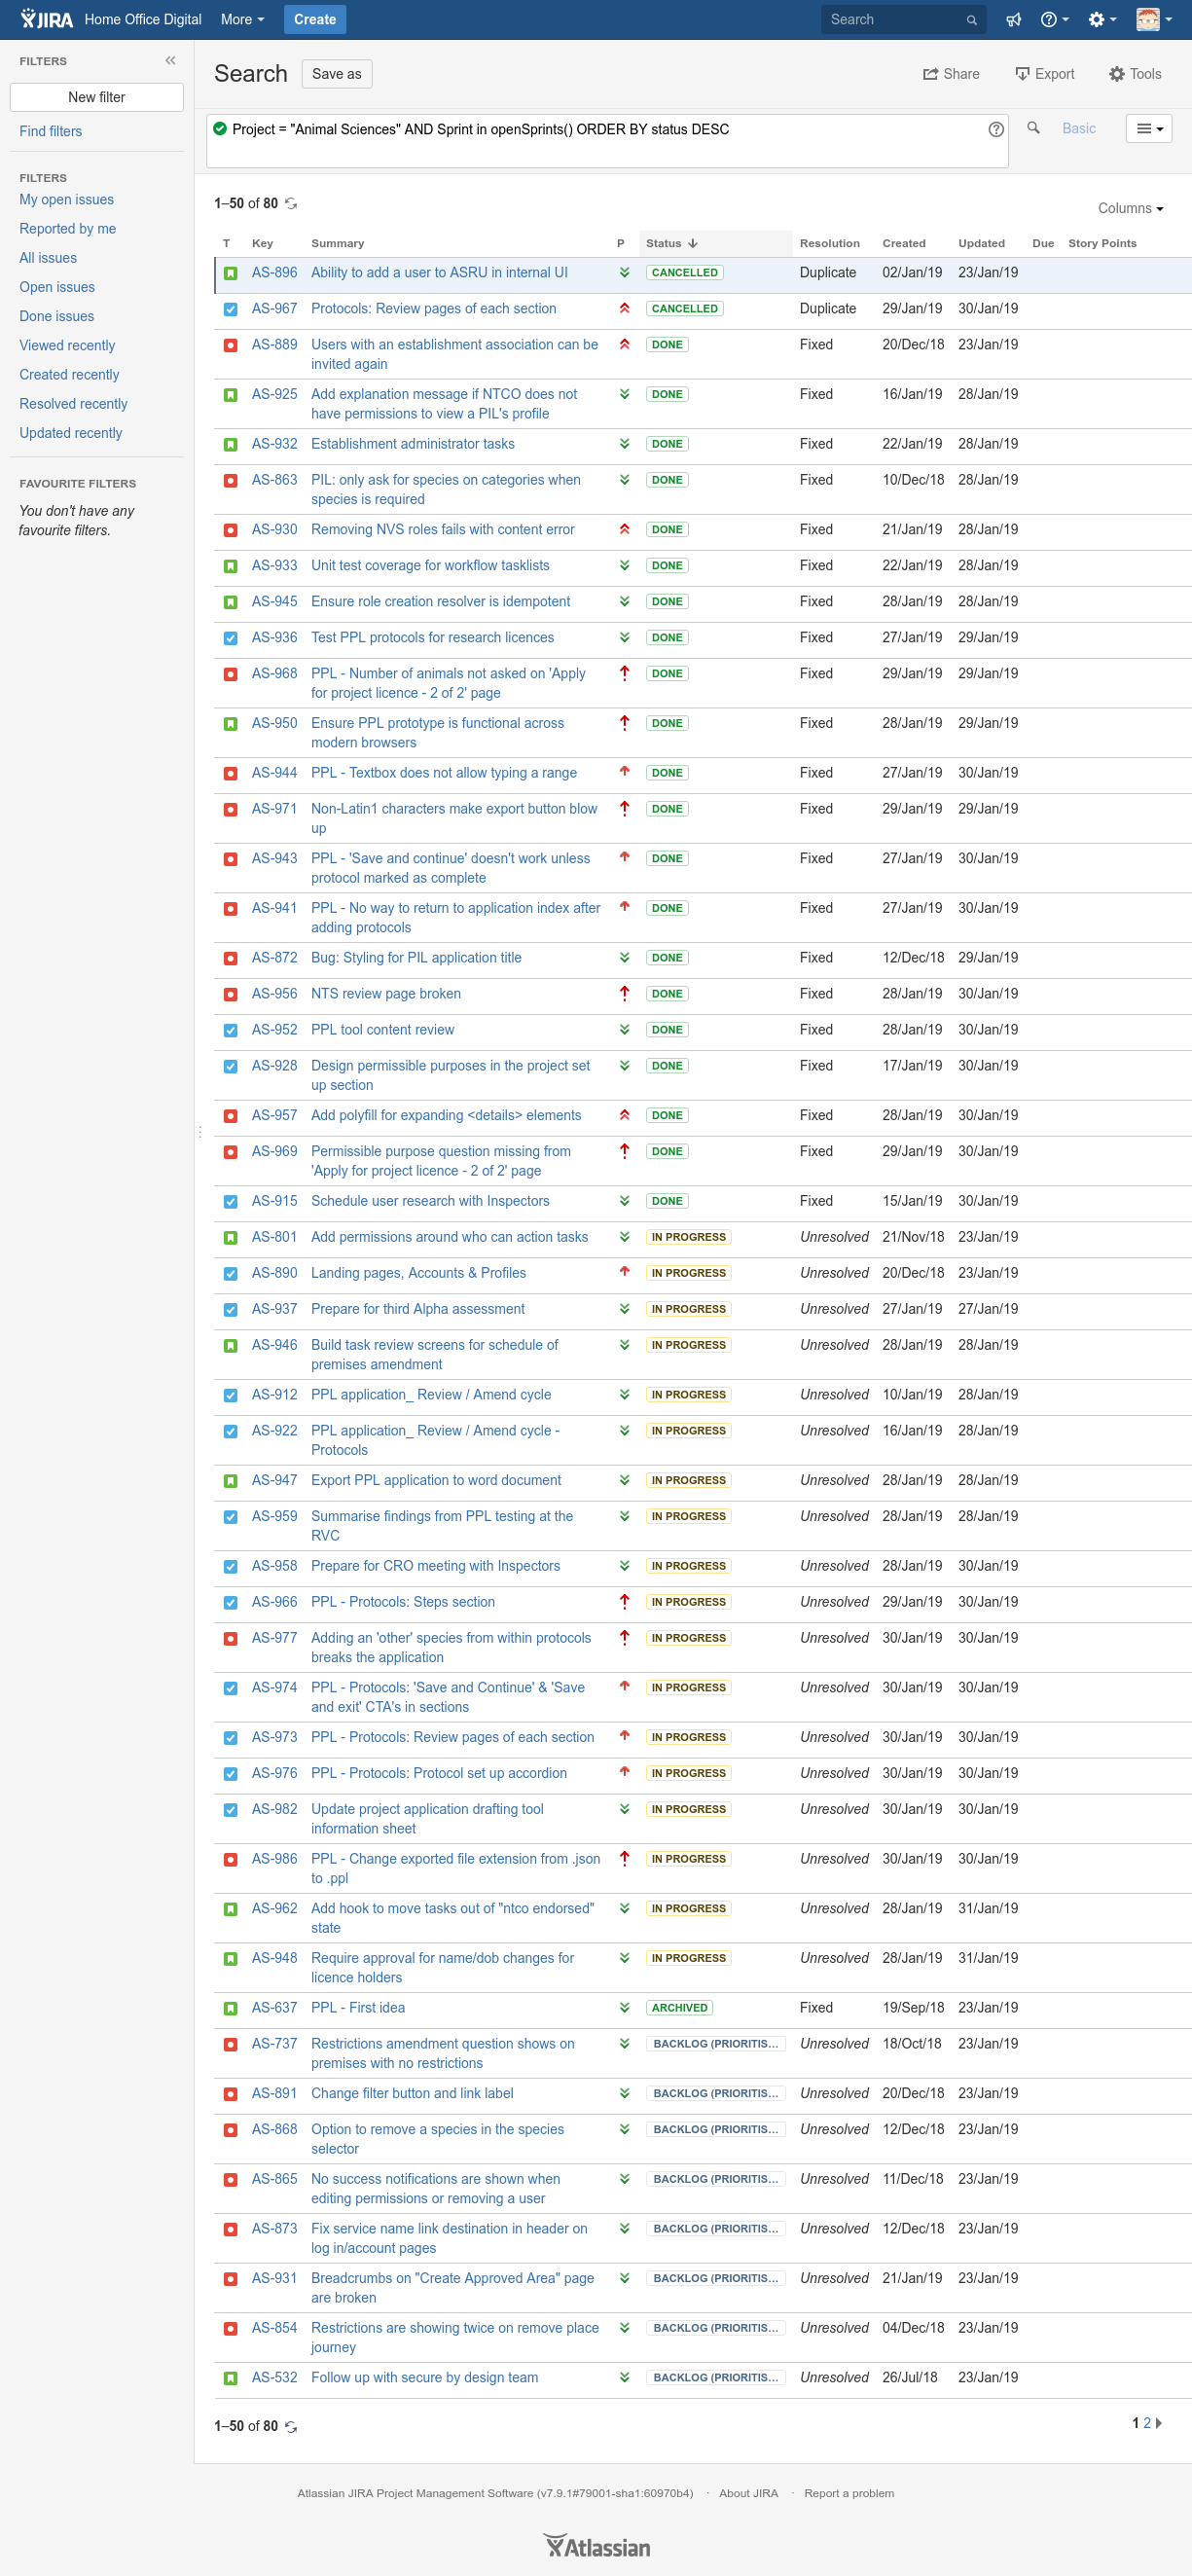 JIRA Home Office Digital More Create Search
FILTERS
New filter
Find filters
FILTERS
My open issues
Reported by me
All issues
Open issues
Done issues
Viewed recently
Created recently
Resolved recently
Updated recently
FAVOURITE FILTERS
You don't have any
favourite filters.
Search Save as Share Export Tools
Project = "Animal Sciences" AND Sprint in openSprints() ORDER BY status DESC Basic
1–50 of 80 Columns
T Key Summary P Status Resolution Created Updated Due Story Points
AS-896 Ability to add a user to ASRU in internal UI CANCELLED Duplicate 02/Jan/19 23/Jan/19
AS-967 Protocols: Review pages of each section CANCELLED Duplicate 29/Jan/19 30/Jan/19
AS-889 Users with an establishment association can be DONE Fixed 20/Dec/18 23/Jan/19
invited again
AS-925 Add explanation message if NTCO does not DONE Fixed 16/Jan/19 28/Jan/19
have permissions to view a PIL's profile
AS-932 Establishment administrator tasks DONE Fixed 22/Jan/19 28/Jan/19
AS-863 PIL: only ask for species on categories when DONE Fixed 10/Dec/18 28/Jan/19
species is required
AS-930 Removing NVS roles fails with content error DONE Fixed 21/Jan/19 28/Jan/19
AS-933 Unit test coverage for workflow tasklists DONE Fixed 22/Jan/19 28/Jan/19
AS-945 Ensure role creation resolver is idempotent DONE Fixed 28/Jan/19 28/Jan/19
AS-936 Test PPL protocols for research licences DONE Fixed 27/Jan/19 29/Jan/19
AS-968 PPL - Number of animals not asked on 'Apply DONE Fixed 29/Jan/19 29/Jan/19
for project licence - 2 of 2' page
AS-950 Ensure PPL prototype is functional across DONE Fixed 28/Jan/19 29/Jan/19
modern browsers
AS-944 PPL - Textbox does not allow typing a range DONE Fixed 27/Jan/19 30/Jan/19
AS-971 Non-Latin1 characters make export button blow DONE Fixed 29/Jan/19 29/Jan/19
up
AS-943 PPL - 'Save and continue' doesn't work unless DONE Fixed 27/Jan/19 30/Jan/19
protocol marked as complete
AS-941 PPL - No way to return to application index after DONE Fixed 27/Jan/19 30/Jan/19
adding protocols
AS-872 Bug: Styling for PIL application title DONE Fixed 12/Dec/18 29/Jan/19
AS-956 NTS review page broken DONE Fixed 28/Jan/19 30/Jan/19
AS-952 PPL tool content review DONE Fixed 28/Jan/19 30/Jan/19
AS-928 Design permissible purposes in the project set DONE Fixed 17/Jan/19 30/Jan/19
up section
AS-957 Add polyfill for expanding <details> elements DONE Fixed 28/Jan/19 30/Jan/19
AS-969 Permissible purpose question missing from DONE Fixed 29/Jan/19 30/Jan/19
'Apply for project licence - 2 of 2' page
AS-915 Schedule user research with Inspectors DONE Fixed 15/Jan/19 30/Jan/19
AS-801 Add permissions around who can action tasks IN PROGRESS Unresolved 21/Nov/18 23/Jan/19
AS-890 Landing pages, Accounts & Profiles IN PROGRESS Unresolved 20/Dec/18 23/Jan/19
AS-937 Prepare for third Alpha assessment IN PROGRESS Unresolved 27/Jan/19 27/Jan/19
AS-946 Build task review screens for schedule of IN PROGRESS Unresolved 28/Jan/19 28/Jan/19
premises amendment
AS-912 PPL application_ Review / Amend cycle IN PROGRESS Unresolved 10/Jan/19 28/Jan/19
AS-922 PPL application_ Review / Amend cycle - IN PROGRESS Unresolved 16/Jan/19 28/Jan/19
Protocols
AS-947 Export PPL application to word document IN PROGRESS Unresolved 28/Jan/19 28/Jan/19
AS-959 Summarise findings from PPL testing at the IN PROGRESS Unresolved 28/Jan/19 28/Jan/19
RVC
AS-958 Prepare for CRO meeting with Inspectors IN PROGRESS Unresolved 28/Jan/19 30/Jan/19
AS-966 PPL - Protocols: Steps section IN PROGRESS Unresolved 29/Jan/19 30/Jan/19
AS-977 Adding an 'other' species from within protocols IN PROGRESS Unresolved 30/Jan/19 30/Jan/19
breaks the application
AS-974 PPL - Protocols: 'Save and Continue' & 'Save IN PROGRESS Unresolved 30/Jan/19 30/Jan/19
and exit' CTA's in sections
AS-973 PPL - Protocols: Review pages of each section IN PROGRESS Unresolved 30/Jan/19 30/Jan/19
AS-976 PPL - Protocols: Protocol set up accordion IN PROGRESS Unresolved 30/Jan/19 30/Jan/19
AS-982 Update project application drafting tool IN PROGRESS Unresolved 30/Jan/19 30/Jan/19
information sheet
AS-986 PPL - Change exported file extension from .json IN PROGRESS Unresolved 30/Jan/19 30/Jan/19
to .ppl
AS-962 Add hook to move tasks out of "ntco endorsed" IN PROGRESS Unresolved 28/Jan/19 31/Jan/19
state
AS-948 Require approval for name/dob changes for IN PROGRESS Unresolved 28/Jan/19 31/Jan/19
licence holders
AS-637 PPL - First idea ARCHIVED Fixed 19/Sep/18 23/Jan/19
AS-737 Restrictions amendment question shows on BACKLOG (PRIORITIS... Unresolved 18/Oct/18 23/Jan/19
premises with no restrictions
AS-891 Change filter button and link label BACKLOG (PRIORITIS... Unresolved 20/Dec/18 23/Jan/19
AS-868 Option to remove a species in the species BACKLOG (PRIORITIS... Unresolved 12/Dec/18 23/Jan/19
selector
AS-865 No success notifications are shown when BACKLOG (PRIORITIS... Unresolved 11/Dec/18 23/Jan/19
editing permissions or removing a user
AS-873 Fix service name link destination in header on BACKLOG (PRIORITIS... Unresolved 12/Dec/18 23/Jan/19
log in/account pages
AS-931 Breadcrumbs on "Create Approved Area" page BACKLOG (PRIORITIS... Unresolved 21/Jan/19 23/Jan/19
are broken
AS-854 Restrictions are showing twice on remove place BACKLOG (PRIORITIS... Unresolved 04/Dec/18 23/Jan/19
journey
AS-532 Follow up with secure by design team BACKLOG (PRIORITIS... Unresolved 26/Jul/18 23/Jan/19
1–50 of 80 1 2
Atlassian JIRA Project Management Software (v7.9.1#79001-sha1:60970b4) · About JIRA · Report a problem
Atlassian